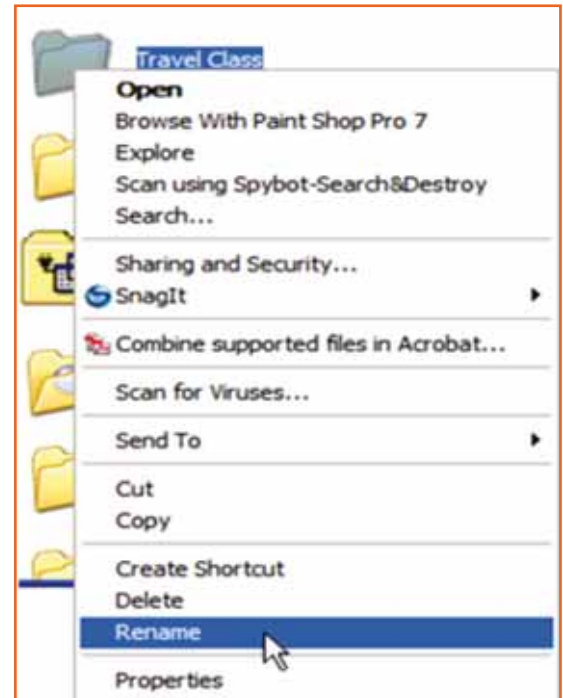 Travel Class
Open
Browse With Paint Shop Pro 7
Explore
Scan using Spybot-Search&Destroy
Search...
Sharing and Security...
SnagIt
Combine supported files in Acrobat...
Scan for Viruses...
Send To
Cut
Copy
Create Shortcut
Delete
Rename
Properties